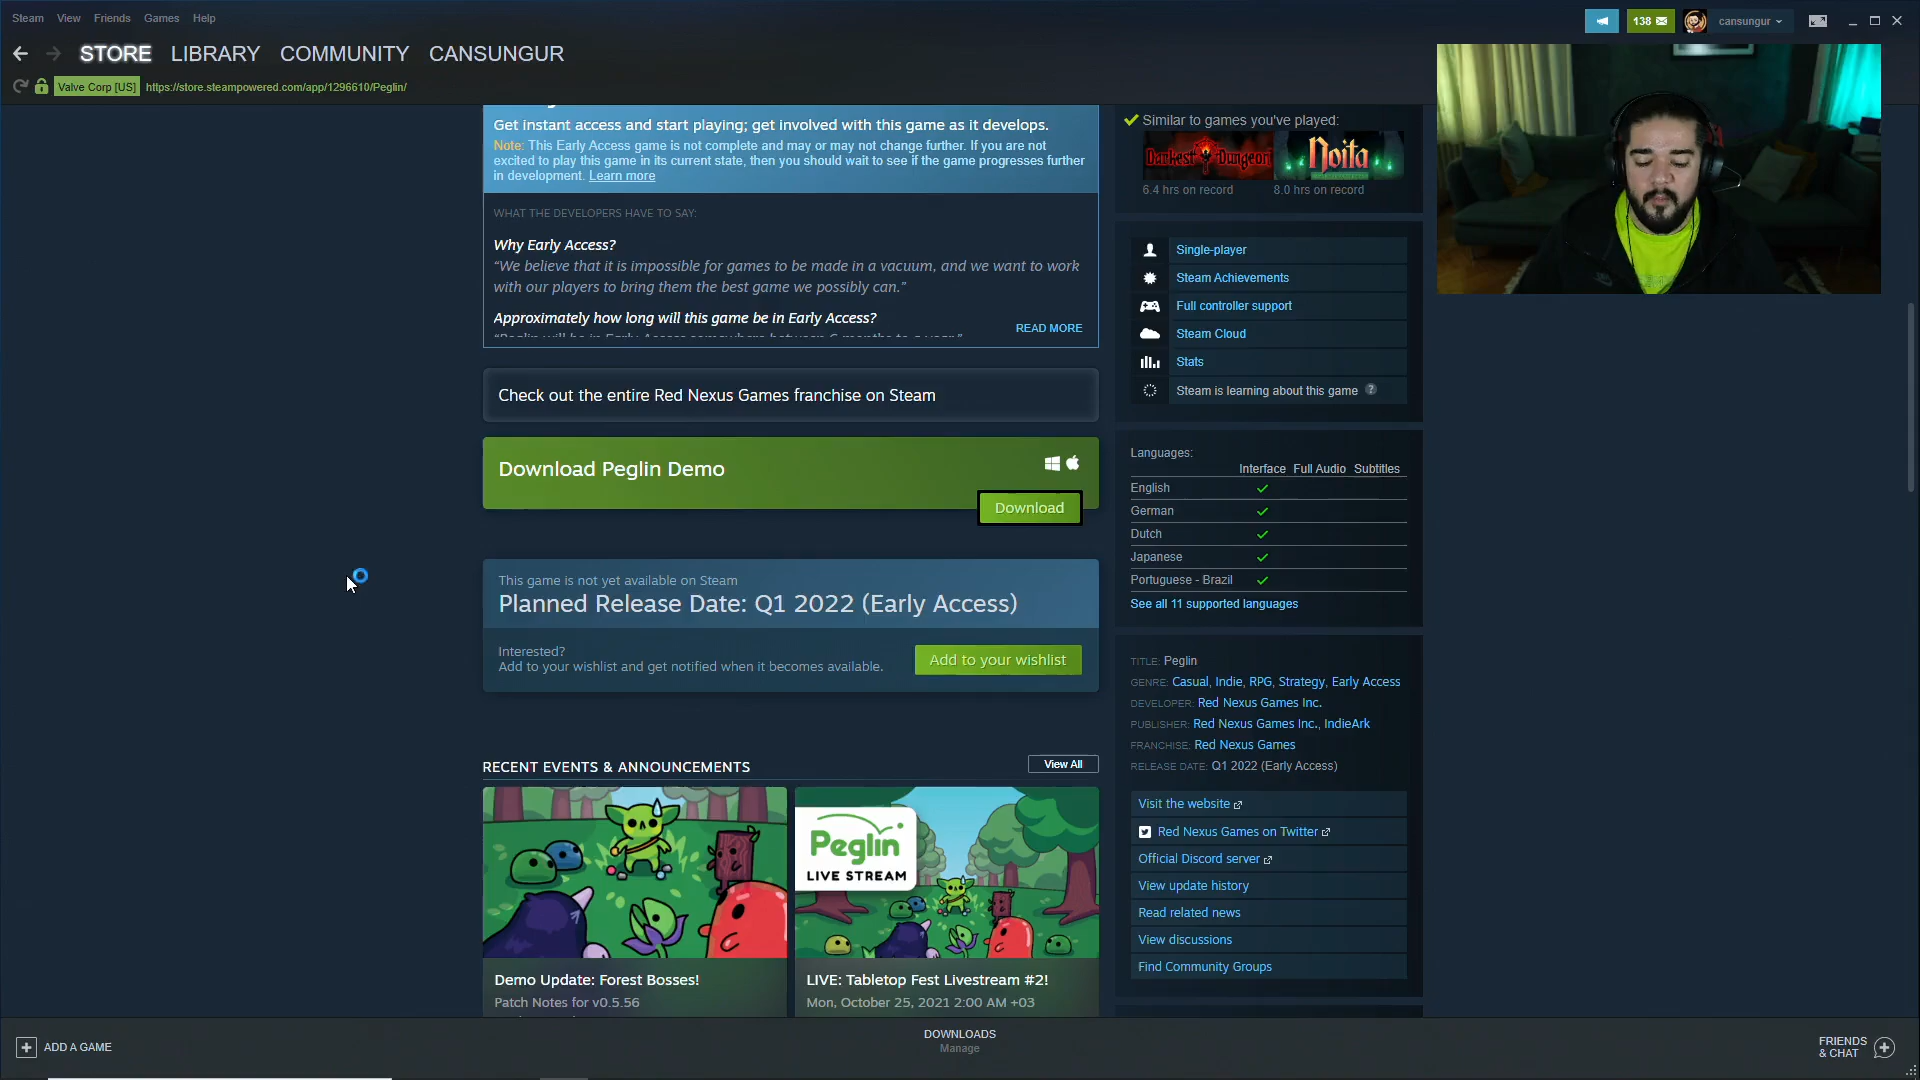 Steam View Friends Games Help
138
cansungur
STORE LIBRARY COMMUNITY CANSUNGUR
Valve Corp [US] https://store.steampowered.com/app/1296610/Peglin/
Get instant access and start playing; get involved with this game as it develops.
Note: This Early Access game is not complete and may or may not change further. If you are not
excited to play this game in its current state, then you should wait to see if the game progresses further
in development. Learn more
WHAT THE DEVELOPERS HAVE TO SAY:
Why Early Access?
“We believe that it is impossible for games to be made in a vacuum, and we want to work
with our players to bring them the best game we possibly can.”
Approximately how long will this game be in Early Access?
“Peglin will be in Early Access somewhere between 6 months to a year.”
READ MORE
Check out the entire Red Nexus Games franchise on Steam
Download Peglin Demo
Download
This game is not yet available on Steam
Planned Release Date: Q1 2022 (Early Access)
Interested?
Add to your wishlist and get notified when it becomes available.
Add to your wishlist
RECENT EVENTS & ANNOUNCEMENTS
View All
Peglin
LIVE STREAM
Demo Update: Forest Bosses!
Patch Notes for v0.5.56
LIVE: Tabletop Fest Livestream #2!
Mon, October 25, 2021 2:00 AM +03
Similar to games you've played:
Darkest Dungeon
Noita
6.4 hrs on record
8.0 hrs on record
Single-player
Steam Achievements
Full controller support
Steam Cloud
Stats
Steam is learning about this game ?
Languages:
Interface Full Audio Subtitles
English
German
Dutch
Japanese
Portuguese - Brazil
See all 11 supported languages
TITLE: Peglin
GENRE: Casual, Indie, RPG, Strategy, Early Access
DEVELOPER: Red Nexus Games Inc.
PUBLISHER: Red Nexus Games Inc., IndieArk
FRANCHISE: Red Nexus Games
RELEASE DATE: Q1 2022 (Early Access)
Visit the website
Red Nexus Games on Twitter
Official Discord server
View update history
Read related news
View discussions
Find Community Groups
ADD A GAME
DOWNLOADS
Manage
FRIENDS
& CHAT